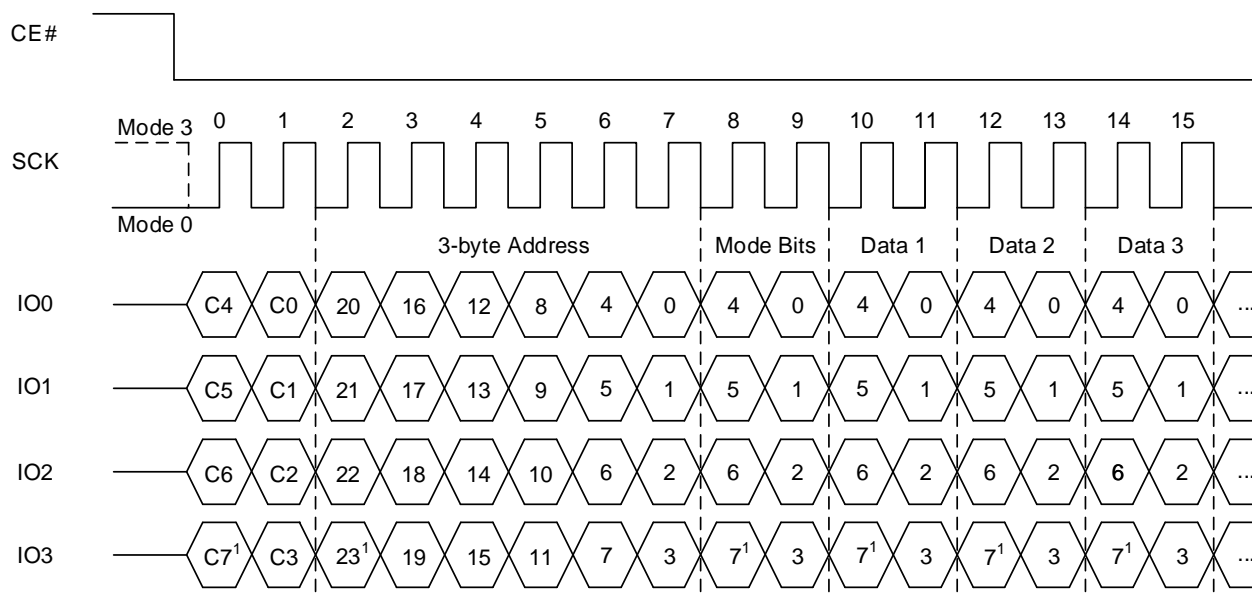 CE#
0 1 2 3 4 5 6 7 8 9 10 11 12 13 14 15
Mode 3
SCK
Mode 0
3-byte Address Mode Bits Data 1 Data 2 Data 3
IO0 C4 C0 20 16 12 8 4 0 4 0 4 0 4 0 4 0 ...
IO1 C5 C1 21 17 13 9 5 1 5 1 5 1 5 1 5 1 ...
IO2 C6 C2 22 18 14 10 6 2 6 2 6 2 6 2 6 2 ...
IO3 C7¹ C3 23¹ 19 15 11 7 3 7¹ 3 7¹ 3 7¹ 3 7¹ 3 ...